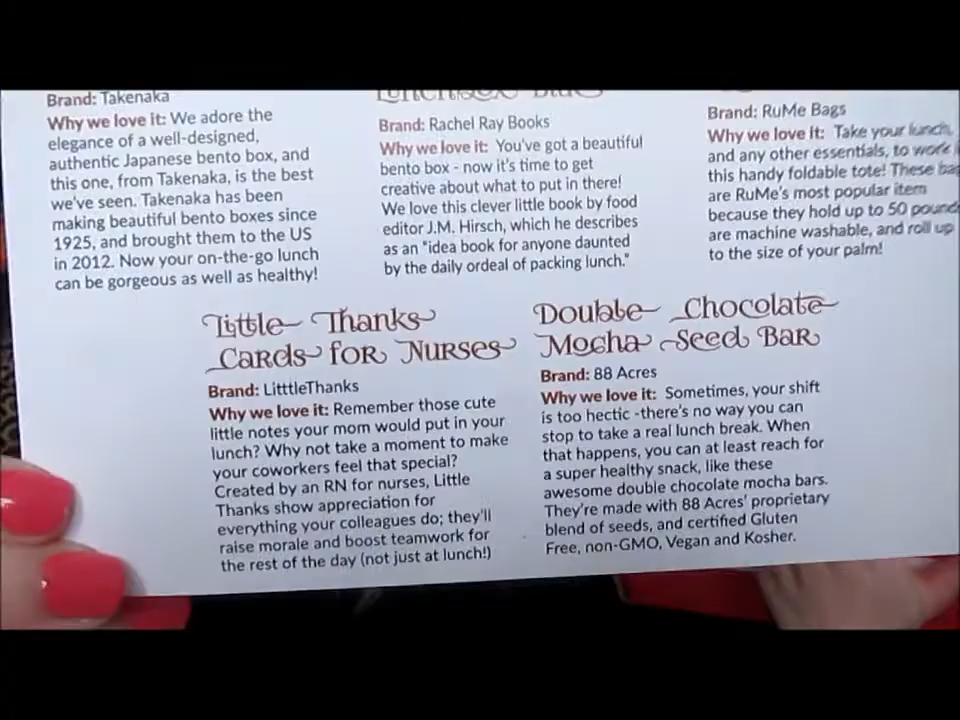 Brand: Takenaka
Why we love it: We adore the
elegance of a well-designed,
authentic Japanese bento box, and
this one, from Takenaka, is the best
we've seen. Takenaka has been
making beautiful bento boxes since
1925, and brought them to the US
in 2012. Now your on-the-go lunch
can be gorgeous as well as healthy!
Brand: Rachel Ray Books
Why we love it: You've got a beautiful
bento box - now it's time to get
creative about what to put in there!
We love this clever little book by food
editor J.M. Hirsch, which he describes
as an "idea book for anyone daunted
by the daily ordeal of packing lunch."
Brand: RuMe Bags
Why we love it: Take your lunch,
and any other essentials, to work
this handy foldable tote! These
are RuMe's most popular item
because they hold up to 50 pounds
are machine washable, and roll up
to the size of your palm!
Little Thanks
Cards for Nurses
Brand: LitttleThanks
Why we love it: Remember those cute
little notes your mom would put in your
lunch? Why not take a moment to make
your coworkers feel that special?
Created by an RN for nurses, Little
Thanks show appreciation for
everything your colleagues do; they'll
raise morale and boost teamwork for
the rest of the day (not just at lunch!)
Double Chocolate
Mocha Seed Bar
Brand: 88 Acres
Why we love it: Sometimes, your shift
is too hectic -there's no way you can
stop to take a real lunch break. When
that happens, you can at least reach for
a super healthy snack, like these
awesome double chocolate mocha bars.
They're made with 88 Acres' proprietary
blend of seeds, and certified Gluten
Free, non-GMO, Vegan and Kosher.